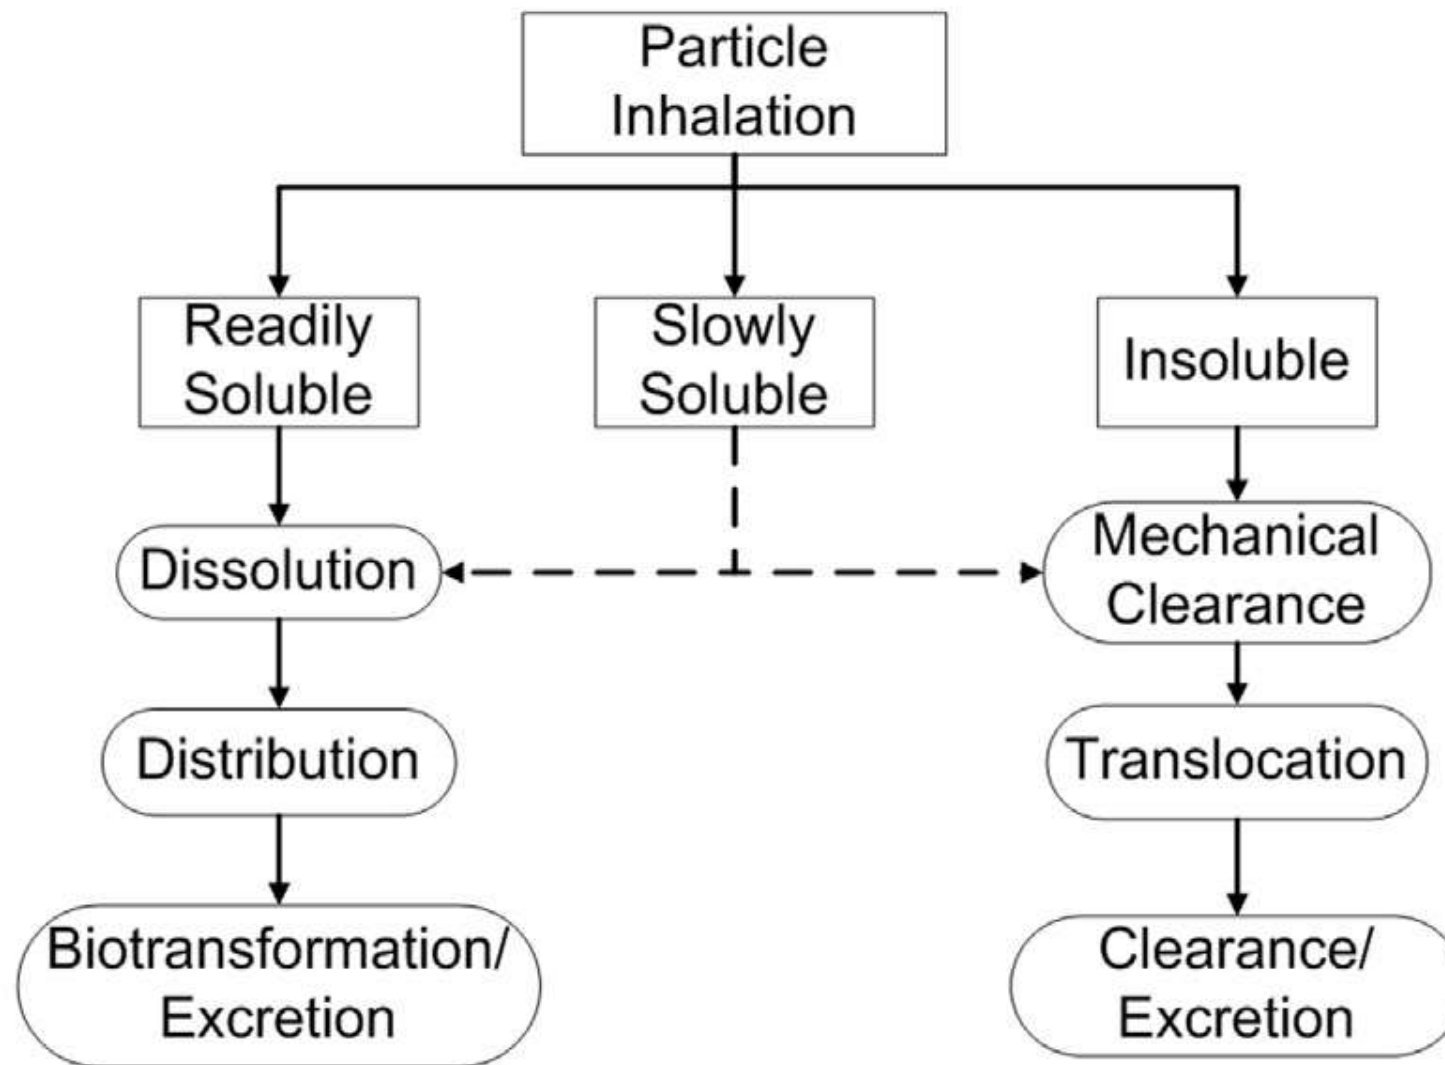 Particle
Inhalation
Readily
Soluble
Slowly
Soluble
Insoluble
Dissolution
Mechanical
Clearance
Distribution
Translocation
Biotransformation/
Excretion
Clearance/
Excretion